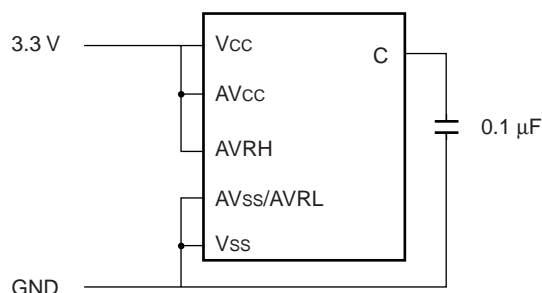 3.3 V
VCC
C
AVCC
0.1 μF
AVRH
AVSS/AVRL
VSS
GND